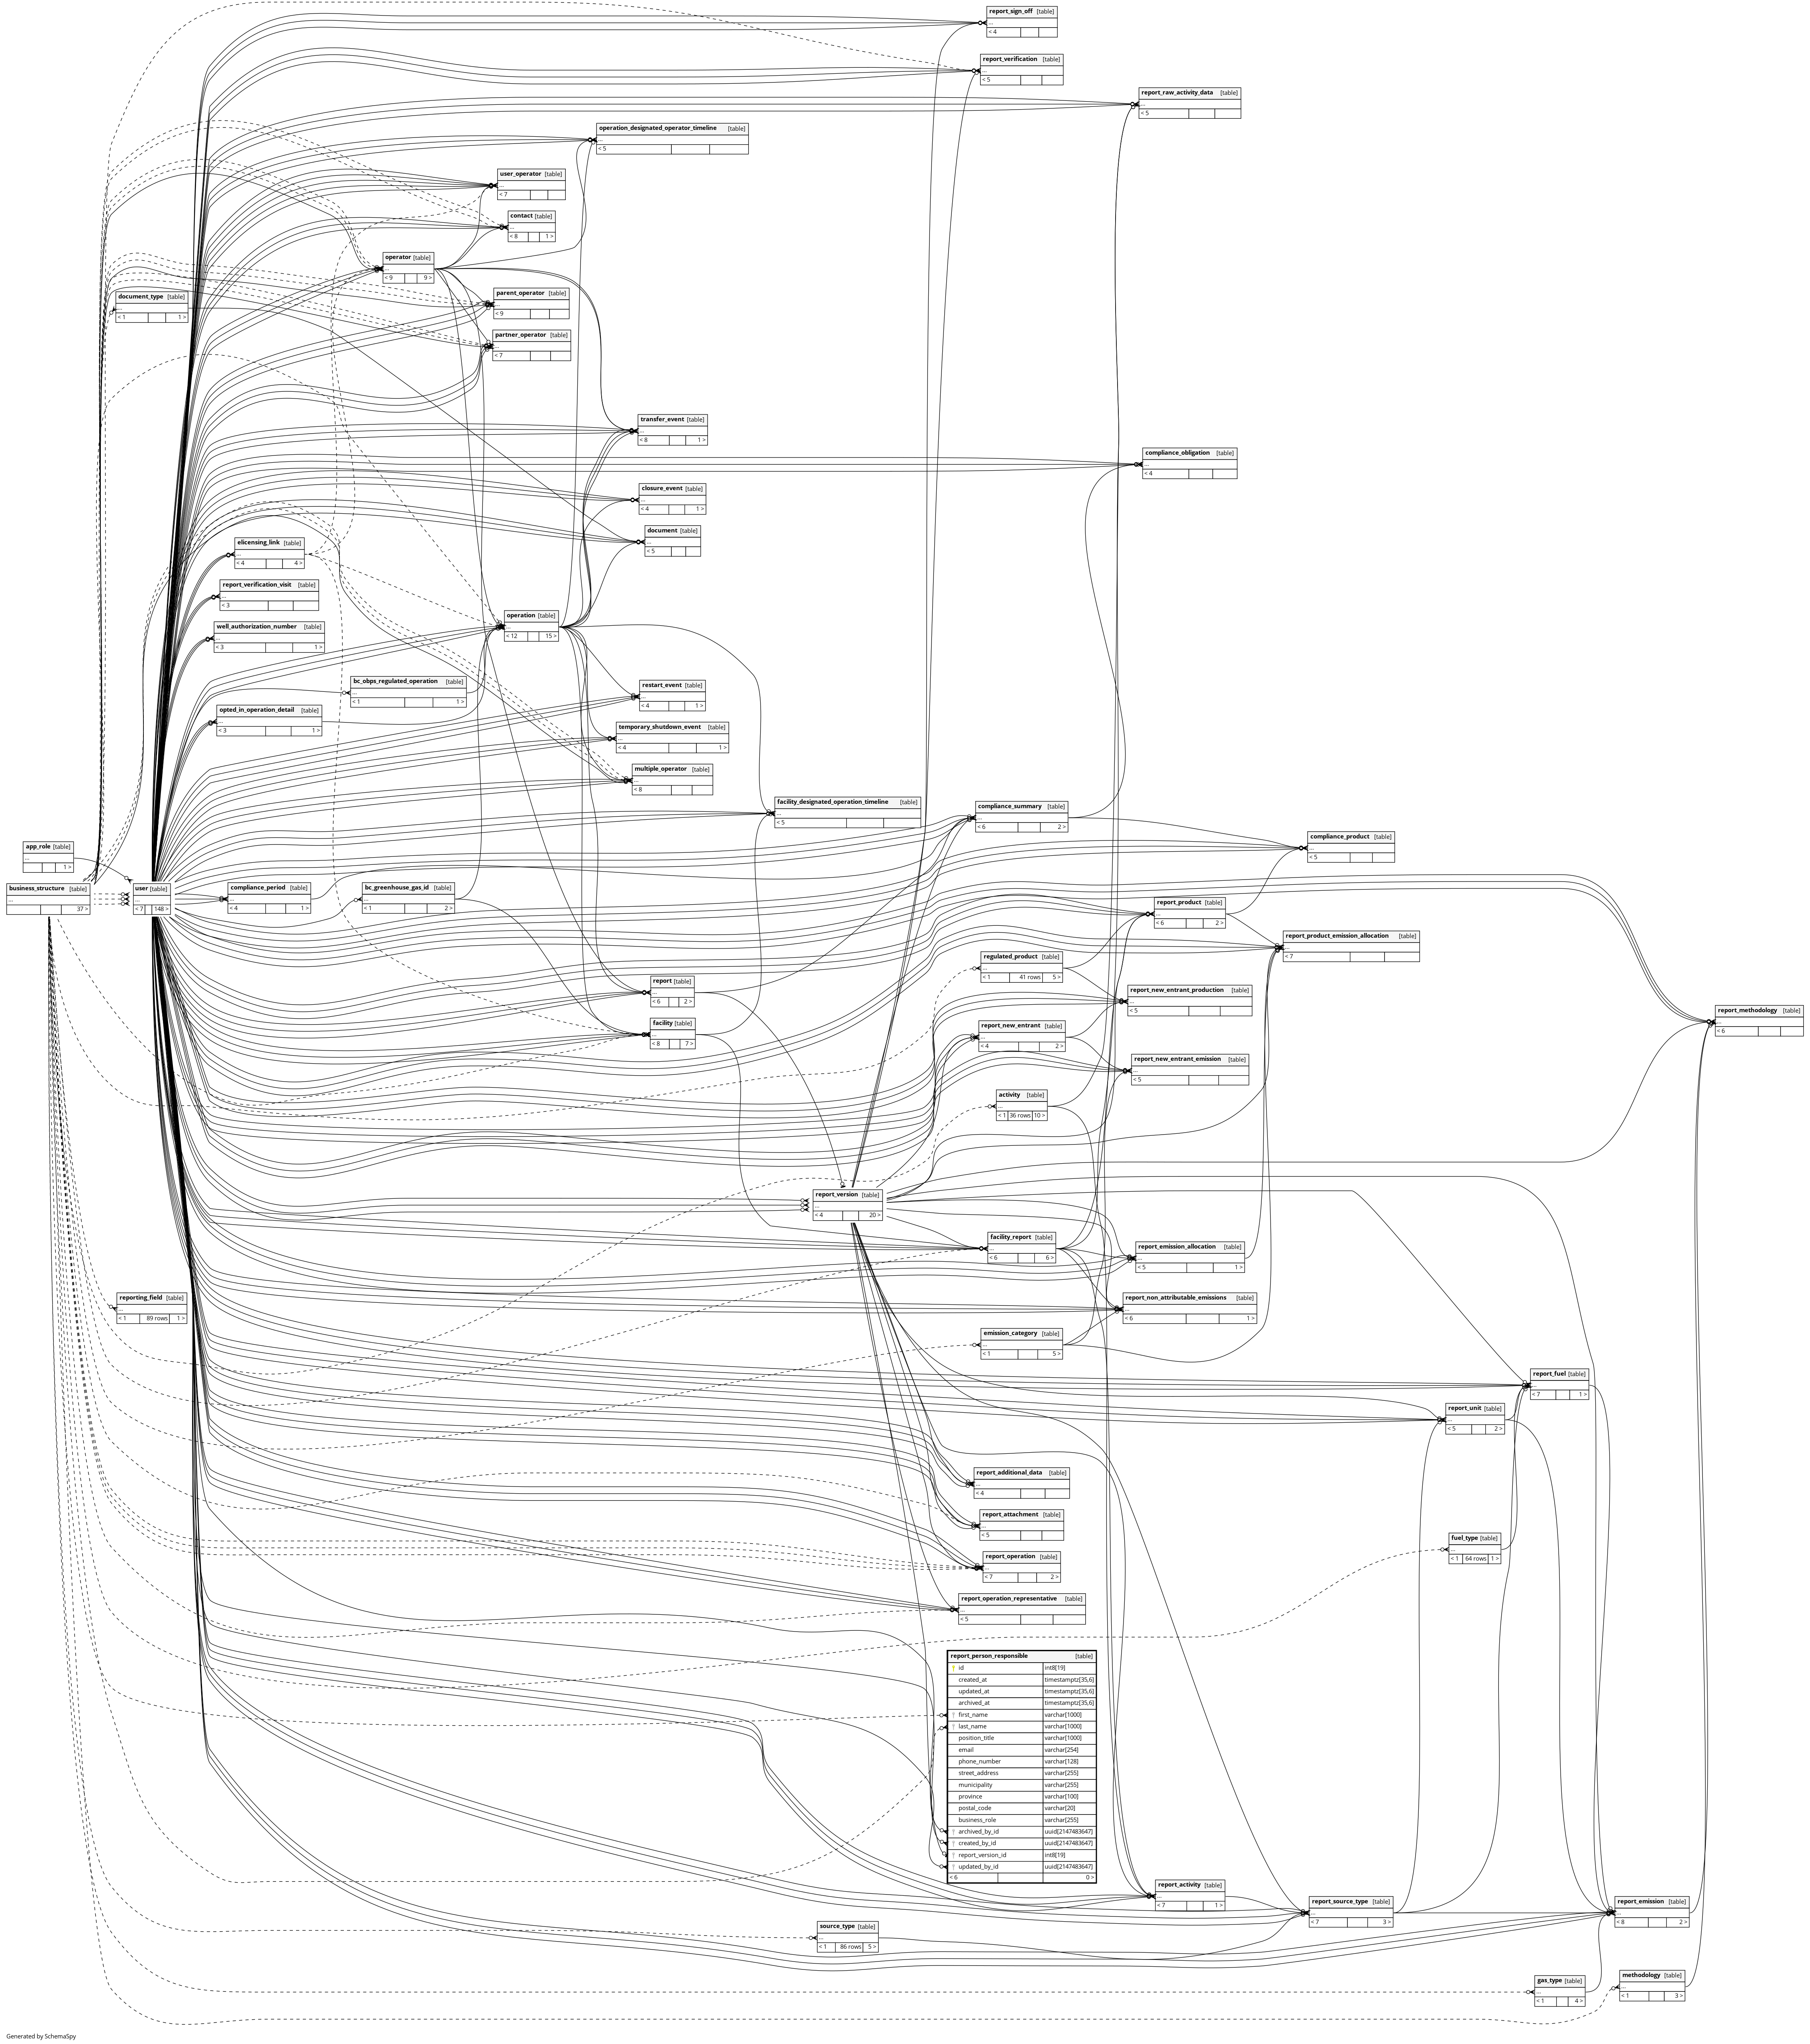 report_sign_off [table]
...
< 4
report_verification [table]
...
< 5
report_raw_activity_data [table]
...
< 5
operation_designated_operator_timeline [table]
...
< 5
user_operator [table]
...
< 7
contact [table]
...
< 8 1 >
operator [table]
...
< 9 9 >
document_type [table]
...
< 1 1 >
parent_operator [table]
...
< 9
partner_operator [table]
...
< 7
transfer_event [table]
...
< 8 1 >
compliance_obligation [table]
...
< 4
closure_event [table]
...
< 4 1 >
document [table]
...
< 5
elicensing_link [table]
...
< 4 4 >
report_verification_visit [table]
...
< 3
well_authorization_number [table]
...
< 3 1 >
operation [table]
...
< 12 15 >
bc_obps_regulated_operation [table]
...
< 1 1 >
restart_event [table]
...
< 4 1 >
opted_in_operation_detail [table]
...
< 3 1 >
temporary_shutdown_event [table]
...
< 4 1 >
multiple_operator [table]
...
< 8
facility_designated_operation_timeline [table]
...
< 5
compliance_summary [table]
...
< 6 2 >
compliance_product [table]
...
< 5
app_role [table]
...
1 >
business_structure [table]
...
37 >
user [table]
...
< 7 148 >
compliance_period [table]
...
< 4 1 >
bc_greenhouse_gas_id [table]
...
< 1 2 >
report_product [table]
...
< 6 2 >
report_product_emission_allocation [table]
...
< 7
regulated_product [table]
...
< 1 41 rows 5 >
report [table]
...
< 6 2 >
report_new_entrant_production [table]
...
< 5
report_methodology [table]
...
< 6
facility [table]
...
< 8 7 >
report_new_entrant [table]
...
< 4 2 >
report_new_entrant_emission [table]
...
< 5
activity [table]
...
< 1 36 rows 10 >
report_version [table]
...
< 4 20 >
facility_report [table]
...
< 6 6 >
report_emission_allocation [table]
...
< 5 1 >
reporting_field [table]
...
< 1 89 rows 1 >
report_non_attributable_emissions [table]
...
< 6 1 >
emission_category [table]
...
< 1 5 >
report_fuel [table]
...
< 7 1 >
report_unit [table]
...
< 5 2 >
report_additional_data [table]
...
< 4
report_attachment [table]
...
< 5
fuel_type [table]
...
< 1 64 rows 1 >
report_operation [table]
...
< 7 2 >
report_operation_representative [table]
...
< 5
report_person_responsible [table]
id int8[19]
created_at timestamptz[35,6]
updated_at timestamptz[35,6]
archived_at timestamptz[35,6]
first_name varchar[1000]
last_name varchar[1000]
position_title varchar[1000]
email varchar[254]
phone_number varchar[128]
street_address varchar[255]
municipality varchar[255]
province varchar[100]
postal_code varchar[20]
business_role varchar[255]
archived_by_id uuid[2147483647]
created_by_id uuid[2147483647]
report_version_id int8[19]
updated_by_id uuid[2147483647]
< 6 0 >
report_activity [table]
...
< 7 1 >
report_source_type [table]
...
< 7 3 >
report_emission [table]
...
< 8 2 >
source_type [table]
...
< 1 86 rows 5 >
gas_type [table]
...
< 1 4 >
methodology [table]
...
< 1 3 >
Generated by SchemaSpy